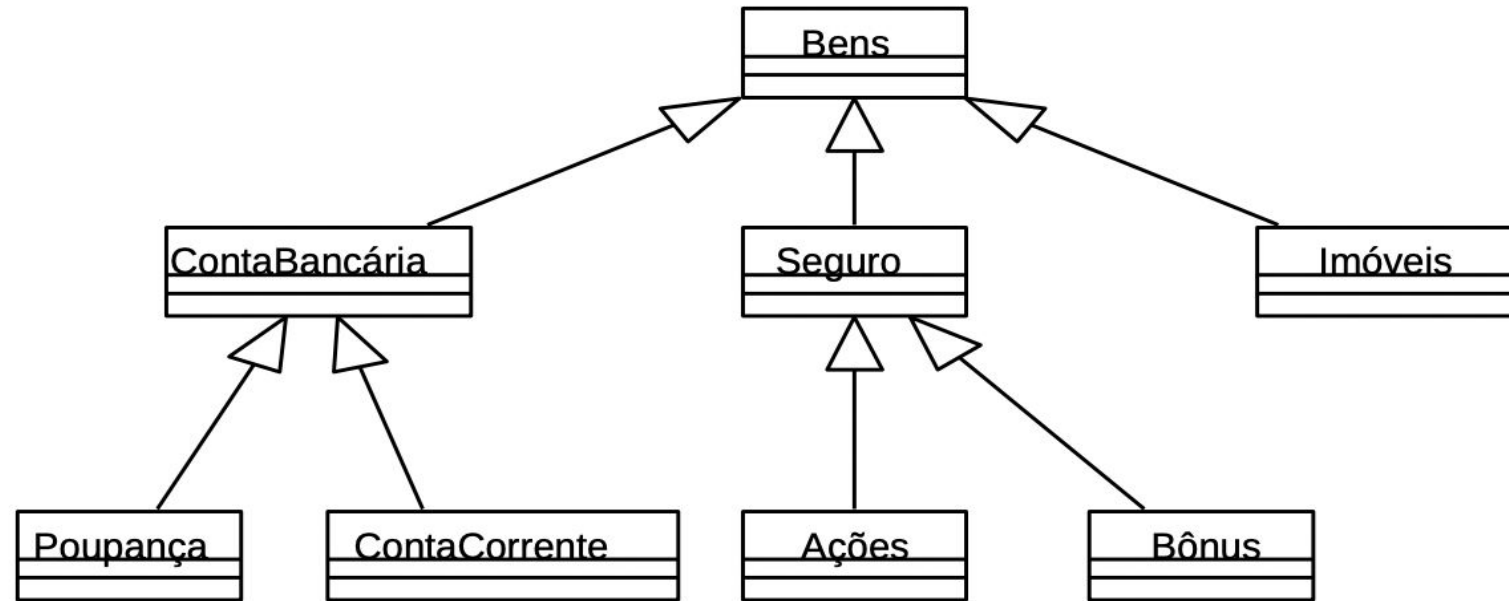 Bens
ContaBancária
Seguro
Imóveis
Poupança
ContaCorrente
Ações
Bônus